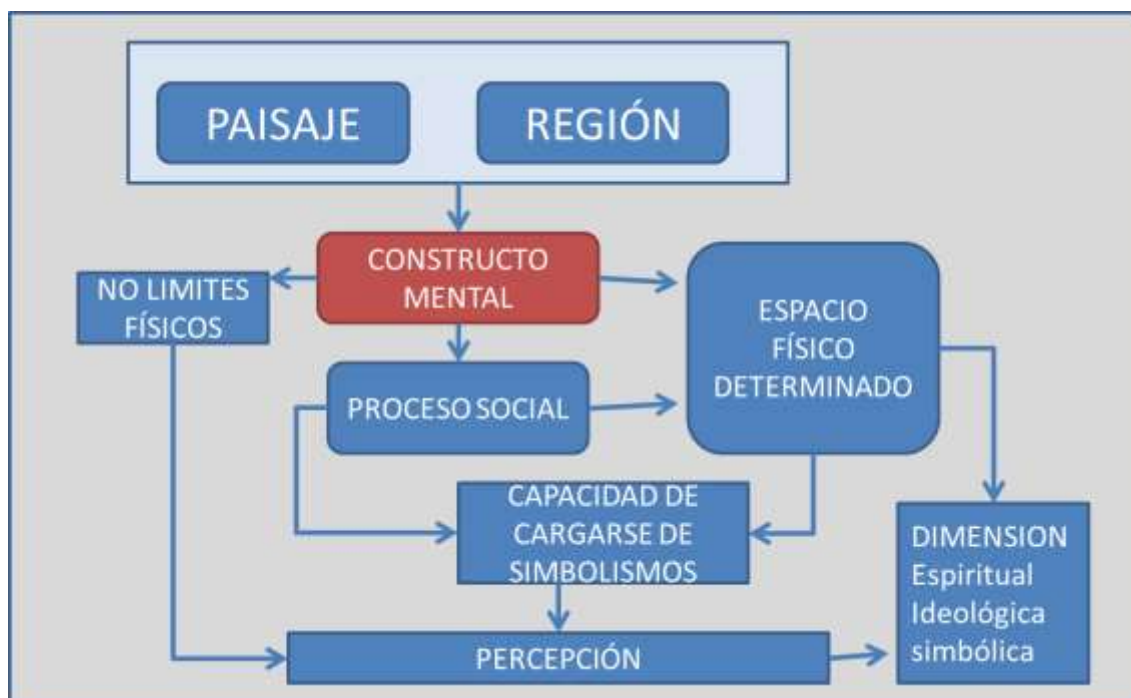 PAISAJE
REGIÓN
CONSTRUCTO
MENTAL
NO LIMITES
FÍSICOS
ESPACIO
FÍSICO
DETERMINADO
PROCESO SOCIAL
CAPACIDAD DE
CARGARSE DE
SIMBOLISMOS
DIMENSION
Espiritual
Ideológica
simbólica
PERCEPCIÓN